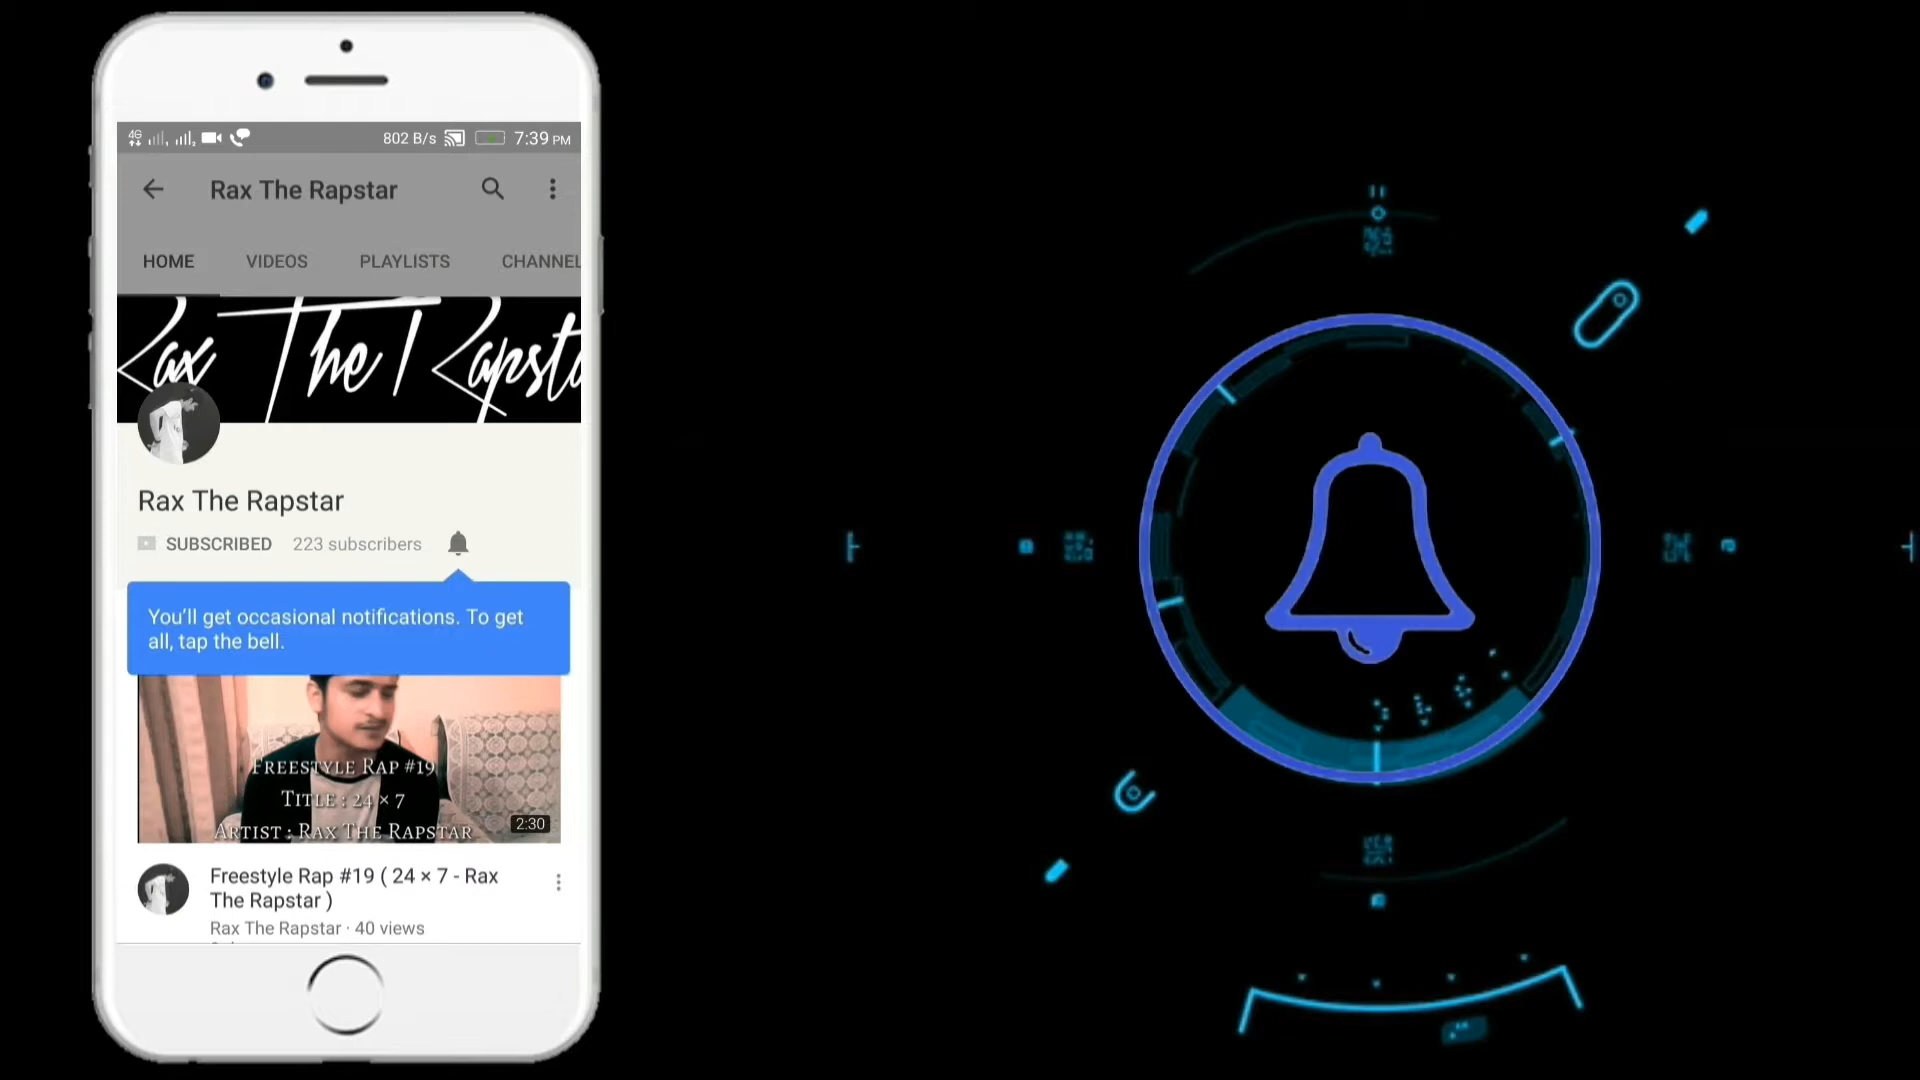 4G
802 B/s
7:39 PM
Rax The Rapstar
HOME VIDEOS PLAYLISTS CHANNEL
Rax The Rapsta
Rax The Rapstar
SUBSCRIBED 223 subscribers
You'll get occasional notifications. To get
all, tap the bell.
FREESTYLE RAP #19
TITLE : 24 × 7
ARTIST : RAX THE RAPSTAR
2:30
Freestyle Rap #19 ( 24 × 7 - Rax
The Rapstar )
Rax The Rapstar · 40 views